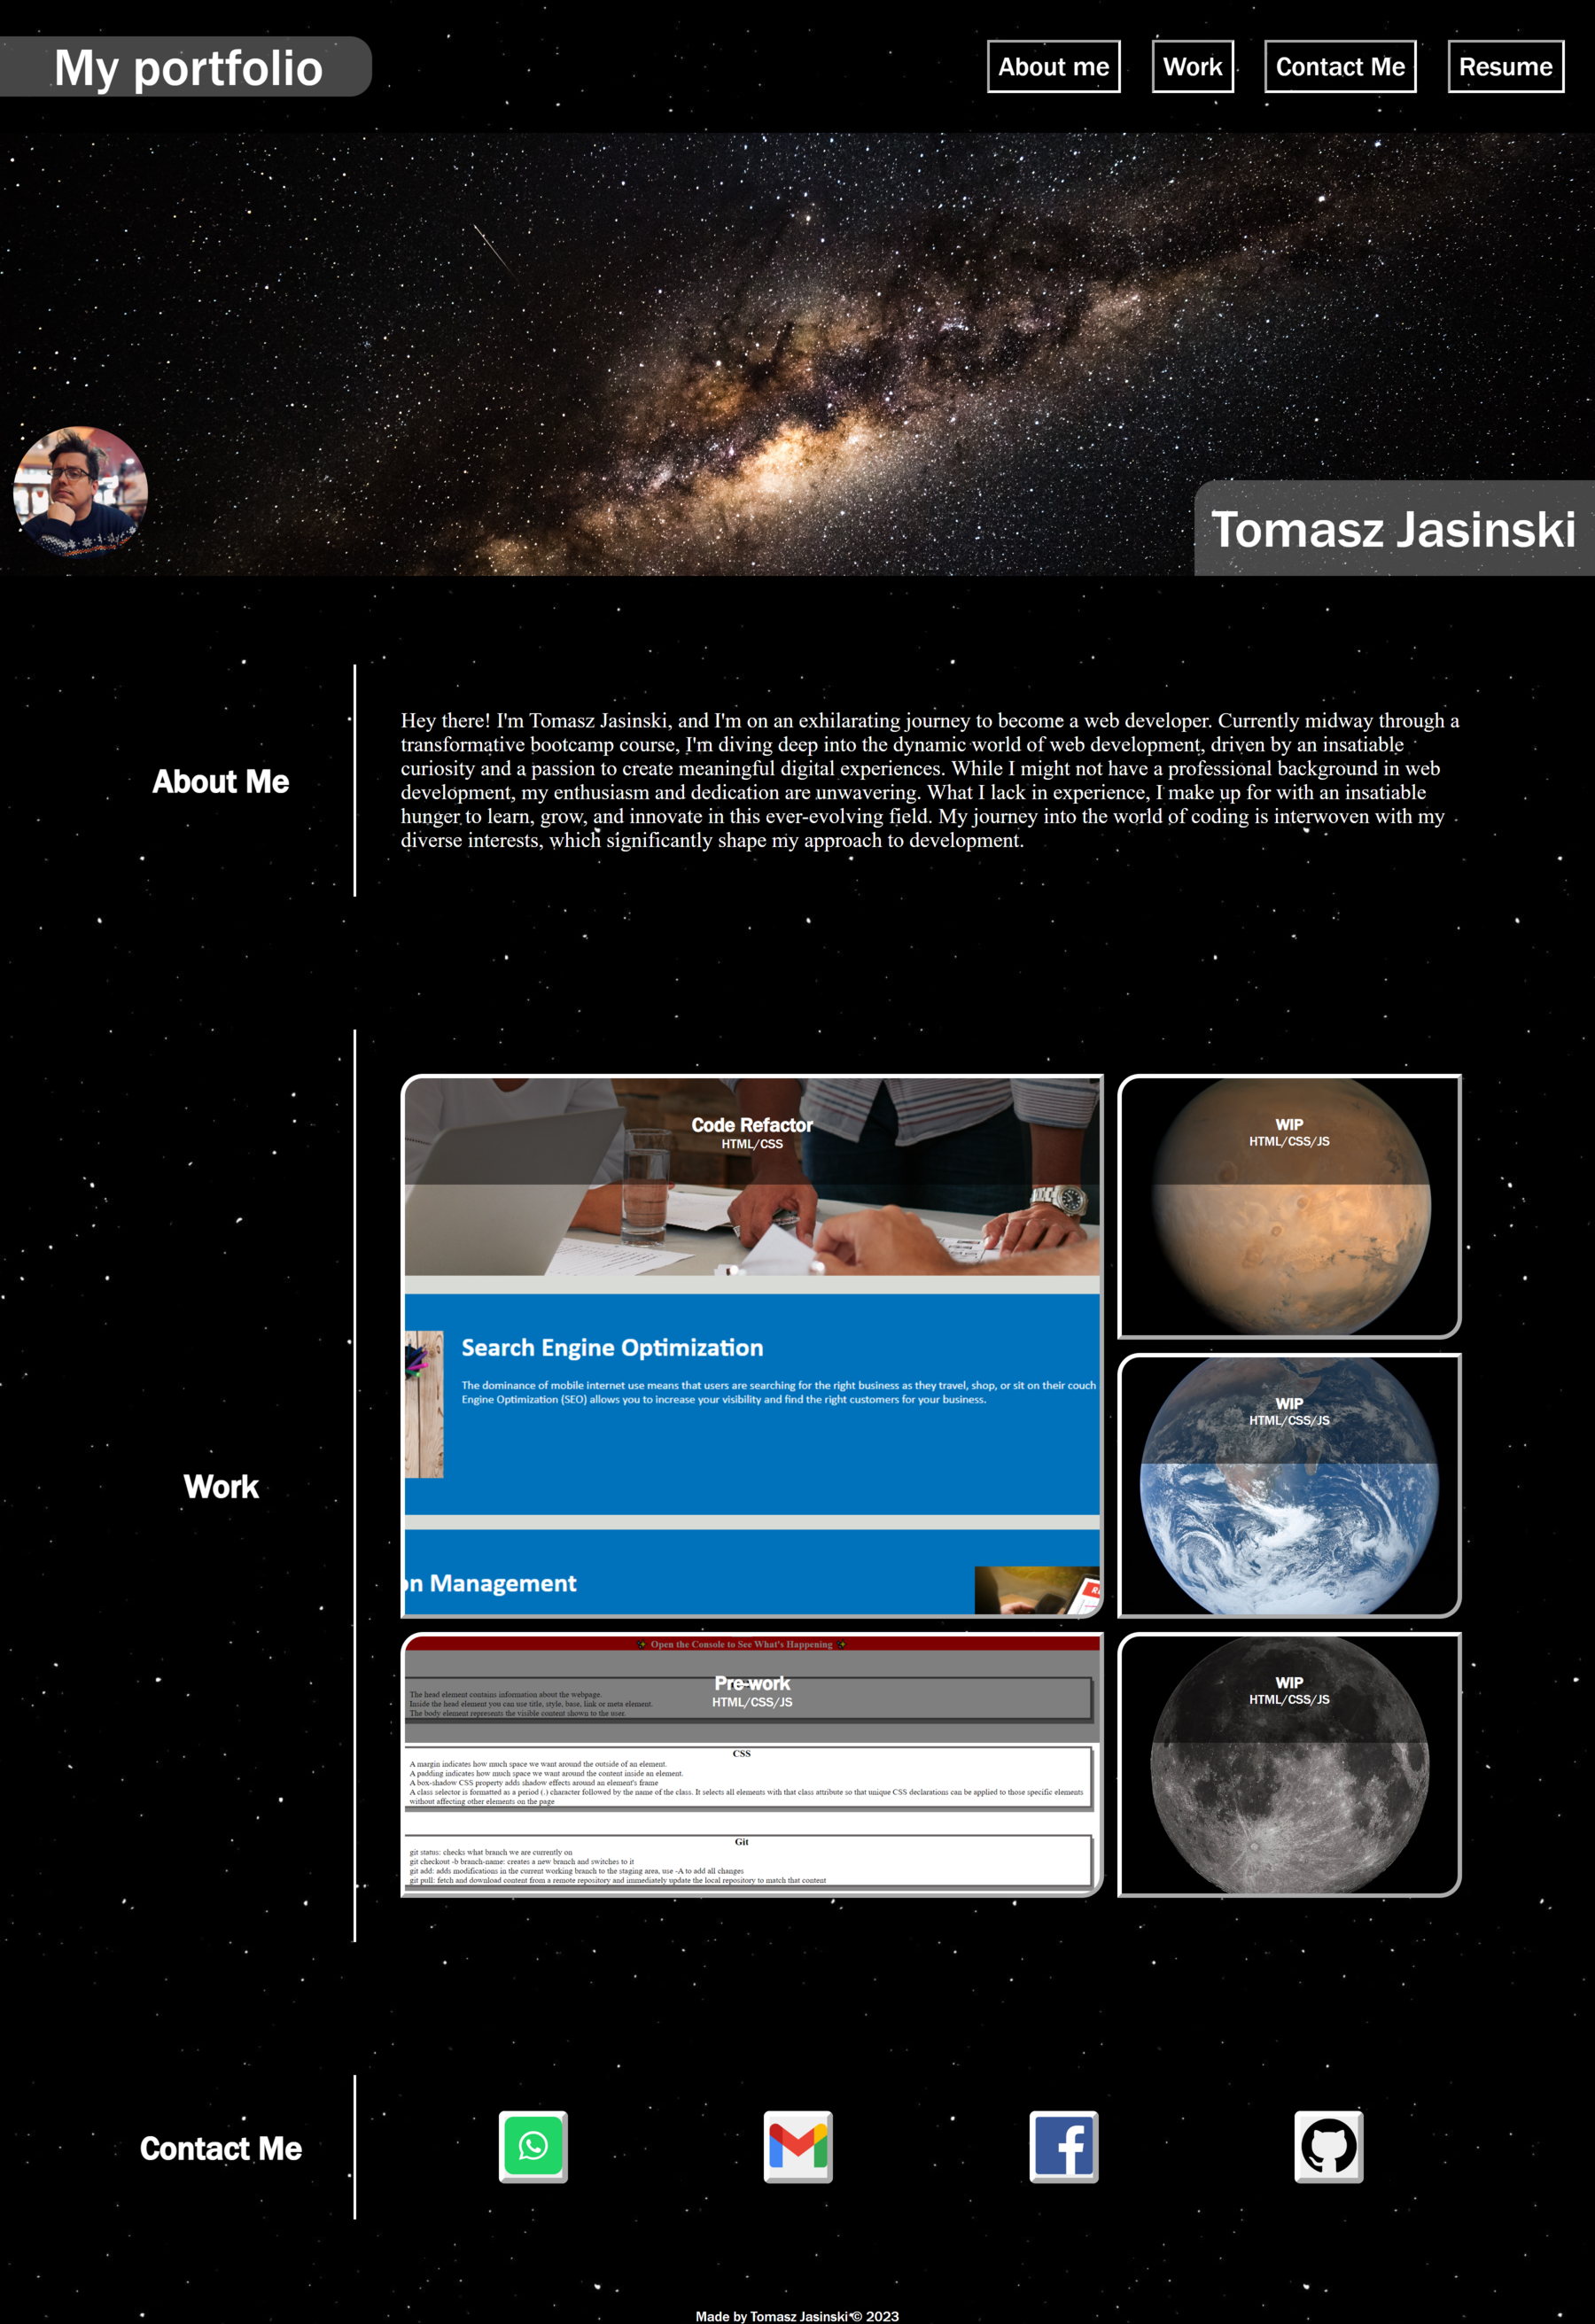 My portfolio
About me
Work
Contact Me
Resume
Tomasz Jasinski
About Me
Hey there! I'm Tomasz Jasinski, and I'm on an exhilarating journey to become a web developer. Currently midway through a
transformative bootcamp course, I'm diving deep into the dynamic world of web development, driven by an insatiable
curiosity and a passion to create meaningful digital experiences. While I might not have a professional background in web
development, my enthusiasm and dedication are unwavering. What I lack in experience, I make up for with an insatiable
hunger to learn, grow, and innovate in this ever-evolving field. My journey into the world of coding is interwoven with my
diverse interests, which significantly shape my approach to development.
Work
Code Refactor
HTML/CSS
Search Engine Optimization
The dominance of mobile internet use means that users are searching for the right business as they travel, shop, or sit on their couch
Engine Optimization (SEO) allows you to increase your visibility and find the right customers for your business.
on Management
WIP
HTML/CSS/JS
WIP
HTML/CSS/JS
Open the Console to See What's Happening
Pre-work
HTML/CSS/JS
The head element contains information about the webpage.
Inside the head element you can use title, style, base, link or meta element.
The body element represents the visible content shown to the user.
CSS
A margin indicates how much space we want around the outside of an element.
A padding indicates how much space we want around the content inside an element.
A box-shadow CSS property adds shadow effects around an element's frame
A class selector is formatted as a period (.) character followed by the name of the class. It selects all elements with that class attribute so that unique CSS declarations can be applied to those specific elements
without affecting other elements on the page
Git
git status: checks what branch we are currently on
git checkout -b branch-name: creates a new branch and switches to it
git add: adds modifications in the current working branch to the staging area, use -A to add all changes
git pull: fetch and download content from a remote repository and immediately update the local repository to match that content
WIP
HTML/CSS/JS
Contact Me
Made by Tomasz Jasinski © 2023